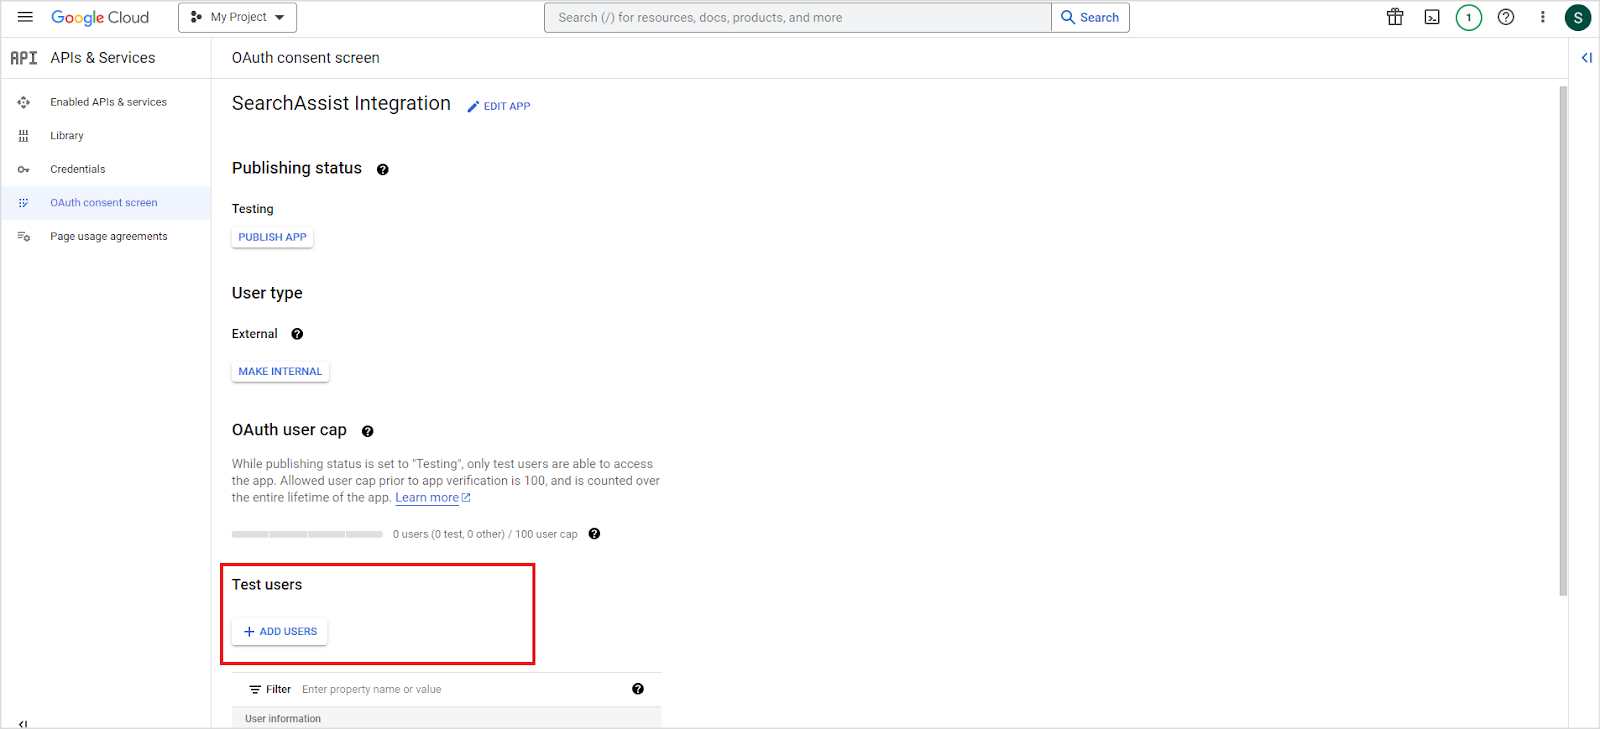 Google Cloud
My Project
Search (/) for resources, docs, products, and more
Search
1
S
API
APIs & Services
OAuth consent screen
Enabled APIs & services
Library
Credentials
OAuth consent screen
Page usage agreements
SearchAssist Integration
EDIT APP
Publishing status
Testing
PUBLISH APP
User type
External
MAKE INTERNAL
OAuth user cap
While publishing status is set to "Testing", only test users are able to access
the app. Allowed user cap prior to app verification is 100, and is counted over
the entire lifetime of the app. Learn more
0 users (0 test, 0 other) / 100 user cap
Test users
+ ADD USERS
Filter Enter property name or value
User information